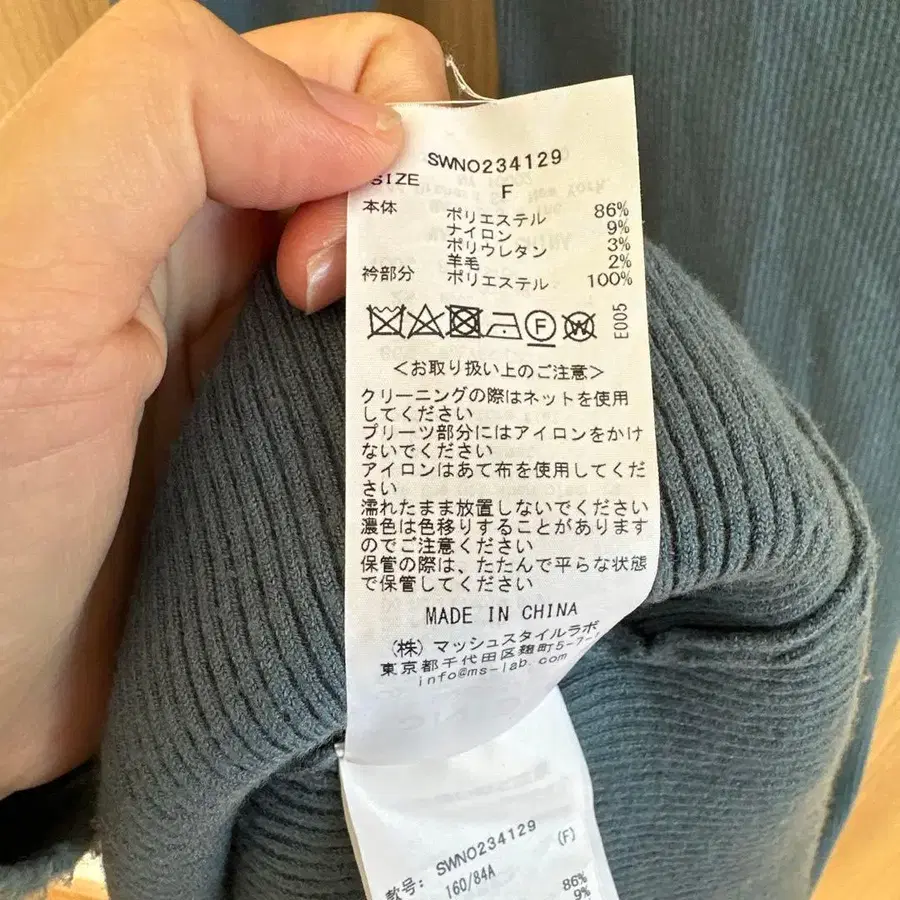 SWNO234129
SIZE F
本体 ポリエステル 86%
ナイロン 9%
ポリウレタン 3%
羊毛 2%
衿部分 ポリエステル 100%
F W E005
<お取り扱い上のご注意>
クリーニングの際はネットを使用
してください
プリーツ部分にはアイロンをかけ
ないでください
アイロンはあて布を使用してくだ
さい
濡れたまま放置しないでください
濃色は色移りすることがあります
のでご注意ください
保管の際は、たたんで平らな状態
で保管してください
MADE IN CHINA
(株)マッシュスタイルラボ
東京都千代田区麹町5-7-1
info@ms-lab.com
款号: SWNO234129 (F)
160/84A
86%
9%